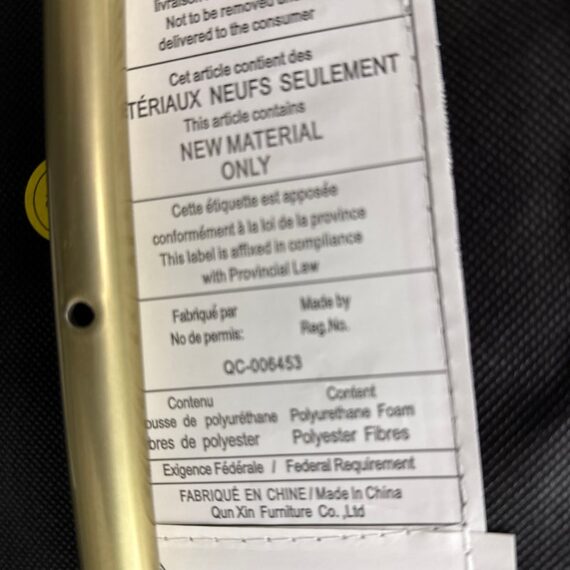 livraison
Not to be removed until
delivered to the consumer
Cet article contient des
TÉRIAUX NEUFS SEULEMENT
This article contains
NEW MATERIAL
ONLY
Cette étiquette est apposée
conformément à la loi de la province
This label is affixed in compliance
with Provincial Law
Fabriqué par Made by
No de permis: Reg.No.
QC-006453
Contenu Content
ousse de polyuréthane Polyurethane Foam
bres de polyester Polyester Fibres
Exigence Fédérale / Federal Requirement
FABRIQUÉ EN CHINE / Made In China
Qun Xin Furniture Co. ,Ltd